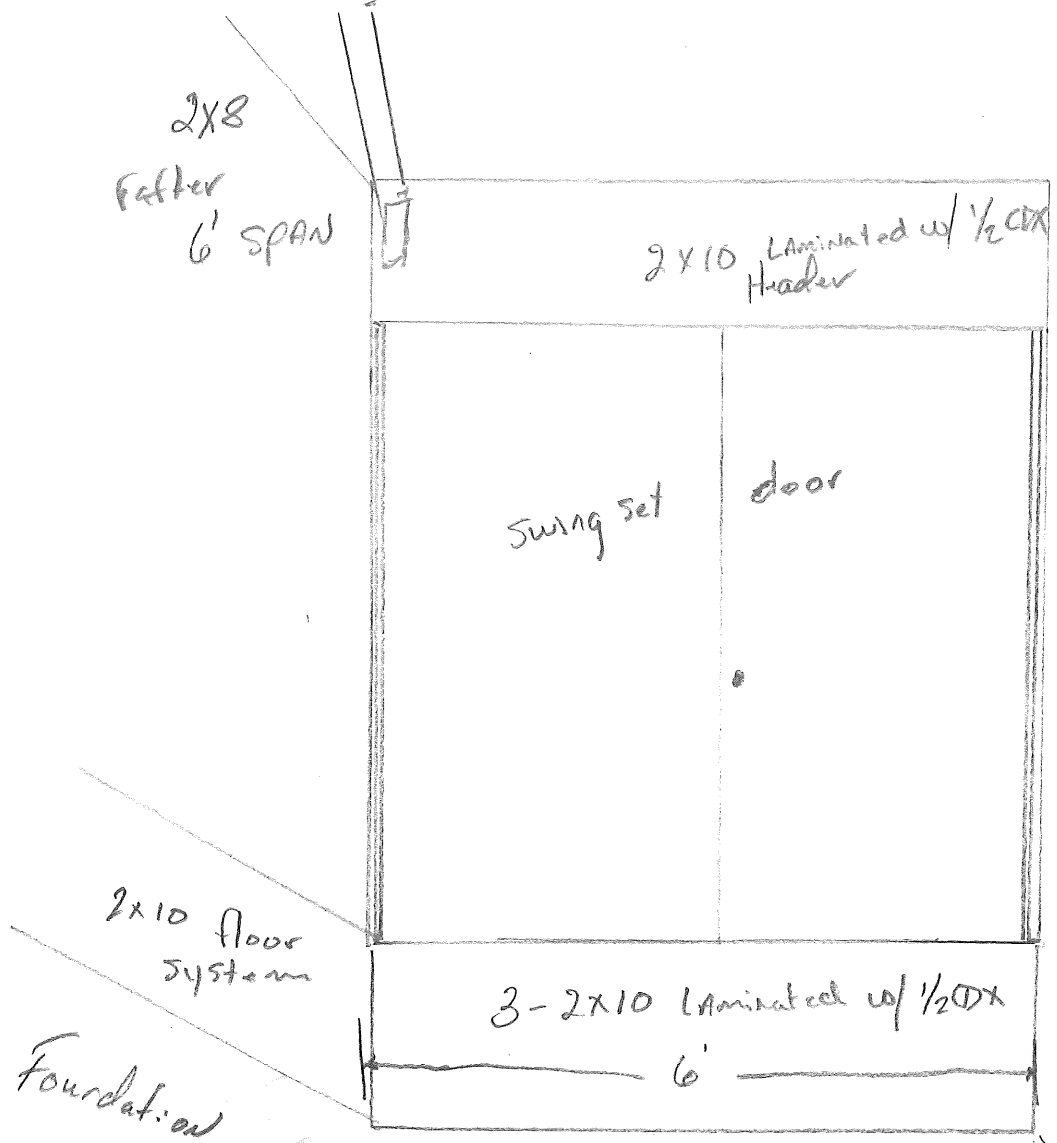 2x8
rafter
6' SPAN
2x10 LAminated w/ 1/2 CDX
Header
swing set door
2x10 floor
system
3-2x10 LAminated w/ 1/2 CDX
6'
Foundation